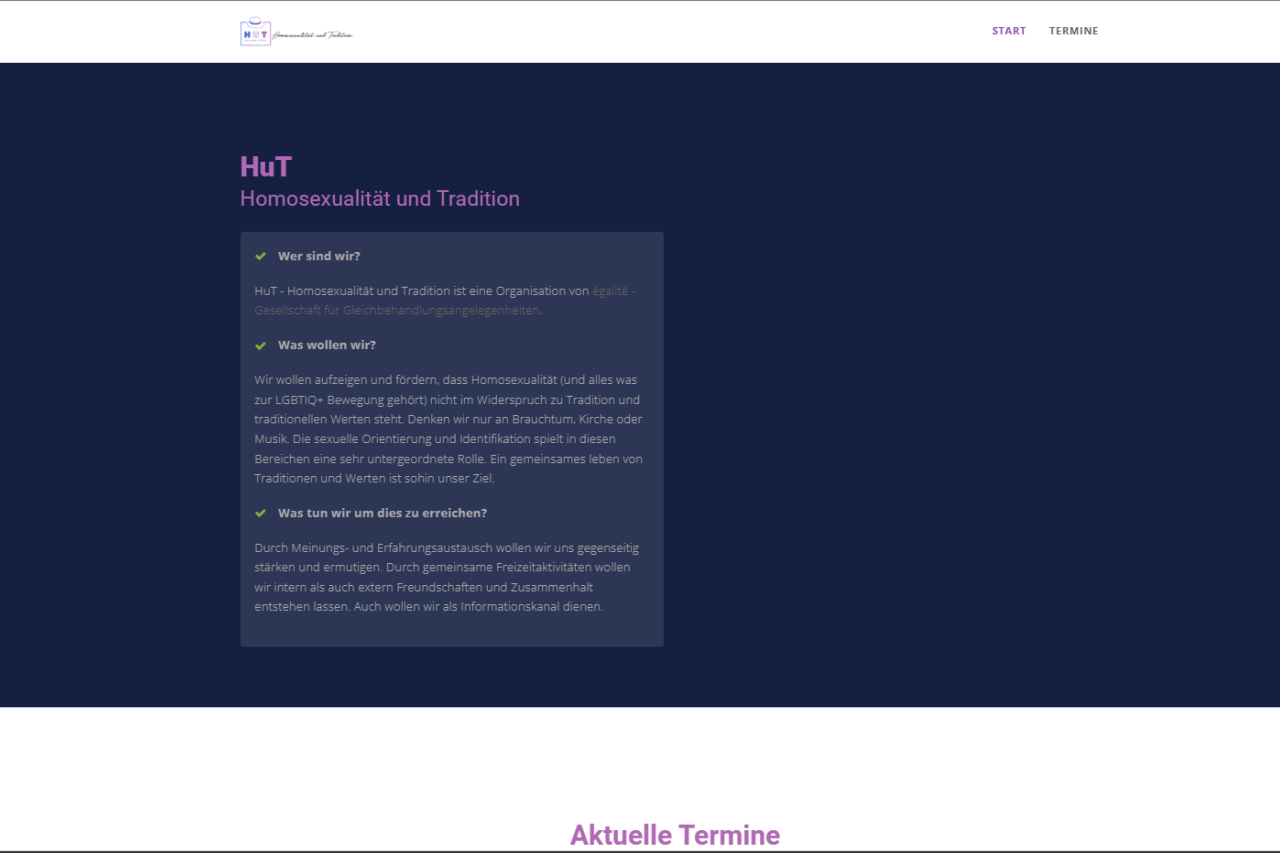 HUT Homosexualität und Tradition
START TERMINE
HuT
Homosexualität und Tradition
Wer sind wir?
HuT - Homosexualität und Tradition ist eine Organisation von égalité -
Gesellschaft für Gleichbehandlungsangelegenheiten.
Was wollen wir?
Wir wollen aufzeigen und fördern, dass Homosexualität (und alles was
zur LGBTIQ+ Bewegung gehört) nicht im Widerspruch zu Tradition und
traditionellen Werten steht. Denken wir nur an Brauchtum, Kirche oder
Musik. Die sexuelle Orientierung und Identifikation spielt in diesen
Bereichen eine sehr untergeordnete Rolle. Ein gemeinsames leben von
Traditionen und Werten ist sohin unser Ziel.
Was tun wir um dies zu erreichen?
Durch Meinungs- und Erfahrungsaustausch wollen wir uns gegenseitig
stärken und ermutigen. Durch gemeinsame Freizeitaktivitäten wollen
wir intern als auch extern Freundschaften und Zusammenhalt
entstehen lassen. Auch wollen wir als Informationskanal dienen.
Aktuelle Termine